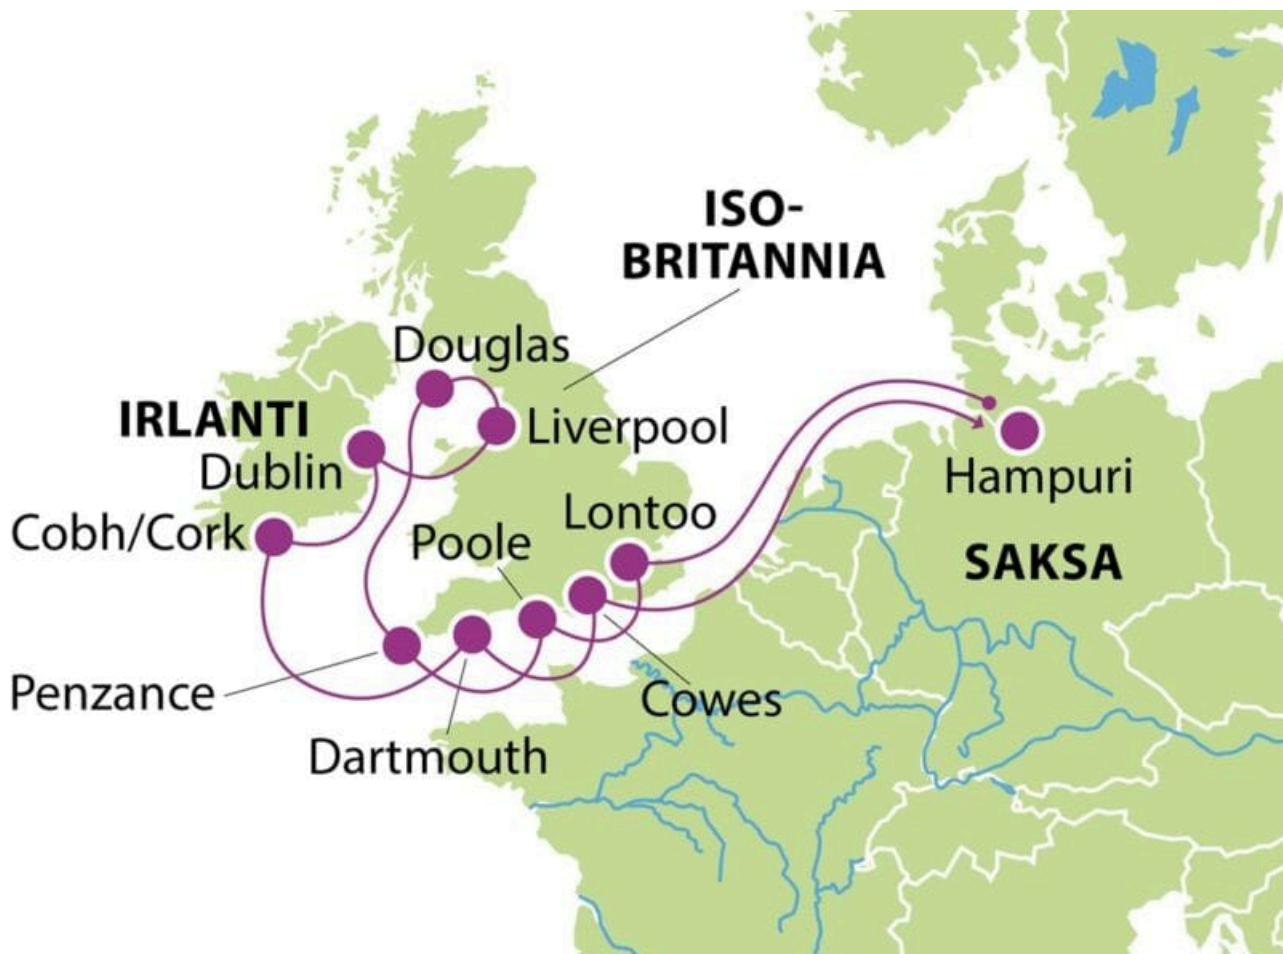 ISO-
BRITANNIA
Douglas
IRLANTI
Liverpool
Dublin
Hampuri
Lontoo
Cobh/Cork
Poole
SAKSA
Penzance
Cowes
Dartmouth